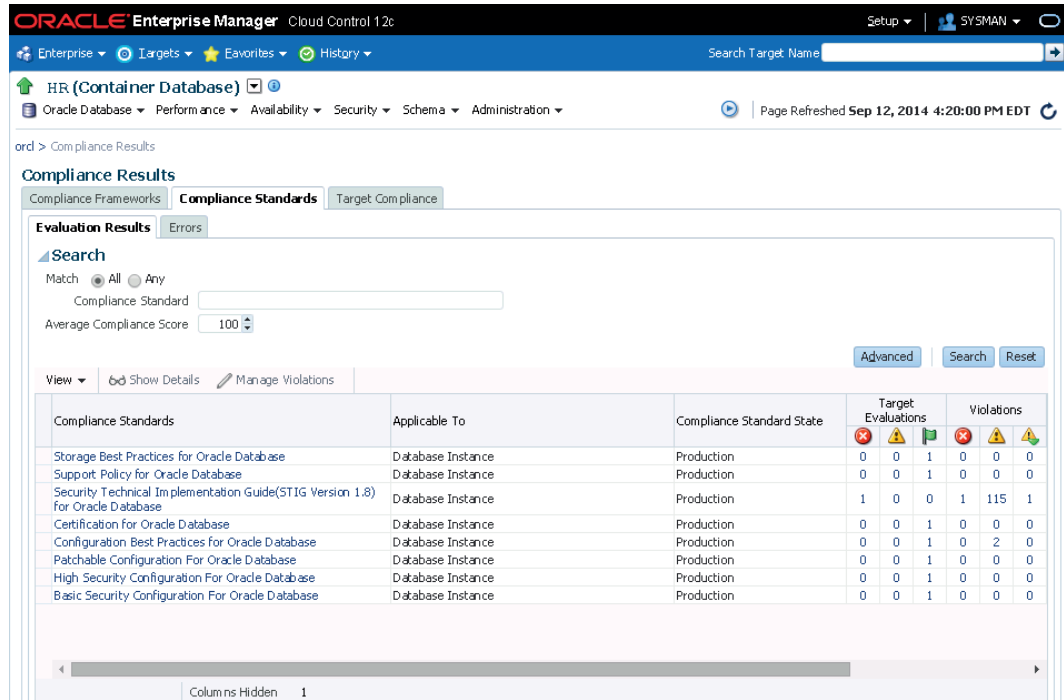 ORACLE Enterprise Manager Cloud Control 12c
Setup
SYSMAN
Enterprise Targets Favorites History
Search Target Name
HR (Container Database)
Oracle Database Performance Availability Security Schema Administration
Page Refreshed Sep 12, 2014 4:20:00 PM EDT
orcl > Compliance Results
Compliance Results
Compliance Frameworks Compliance Standards Target Compliance
Evaluation Results Errors
Search
Match All Any
Compliance Standard
Average Compliance Score 100
Advanced Search Reset
View Show Details Manage Violations
Compliance Standards Applicable To Compliance Standard State Target Evaluations Violations
Storage Best Practices for Oracle Database Database Instance Production 0 0 1 0 0 0
Support Policy for Oracle Database Database Instance Production 0 0 1 0 0 0
Security Technical Implementation Guide(STIG Version 1.8)
for Oracle Database Database Instance Production 1 0 0 1 115 1
Certification for Oracle Database Database Instance Production 0 0 1 0 0 0
Configuration Best Practices for Oracle Database Database Instance Production 0 0 1 0 2 0
Patchable Configuration For Oracle Database Database Instance Production 0 0 1 0 0 0
High Security Configuration For Oracle Database Database Instance Production 0 0 1 0 0 0
Basic Security Configuration For Oracle Database Database Instance Production 0 0 1 0 0 0
Columns Hidden 1